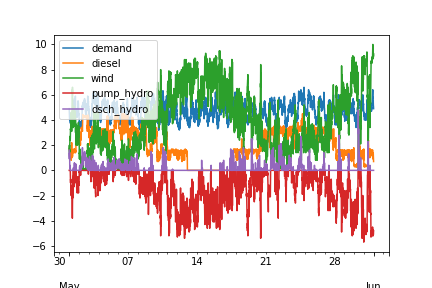 10
8
6
4
2
0
−2
−4
−6
demand
diesel
wind
pump_hydro
dsch_hydro
30 07 14 21 28
May Jun